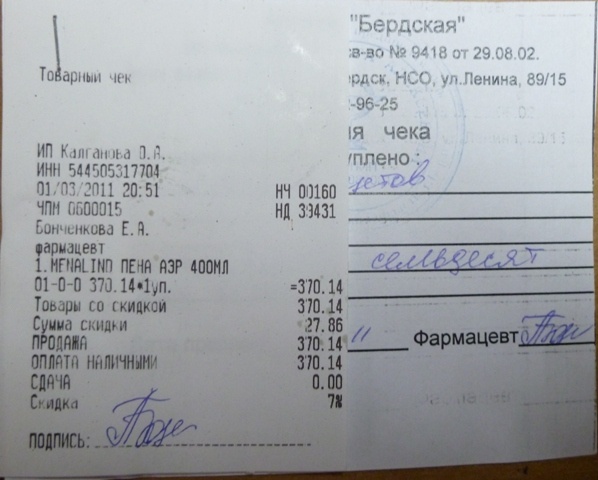 Товарный чек
ИП Калганова О.А.
ИНН 544505317704
01/03/2011 20:51 НЧ 00160
ЧПМ 0600015 НД 39431
Бонченкова Е.А.
фармацевт
1.MENALIND ПЕНА АЭР 400МЛ
01-0-0 370.14*1уп. =370.14
Товары со скидкой 370.14
Сумма скидки 27.86
ПРОДАЖА 370.14
ОПЛАТА НАЛИЧНЫМИ 370.14
СДАЧА 0.00
Скидка 7%
ПОДПИСЬ:
"Бердская"
в-во № 9418 от 29.08.02.
ердск, НСО, ул.Ленина, 89/15
-96-25
ия чека
уплено:
семьдесят
" Фармацевт